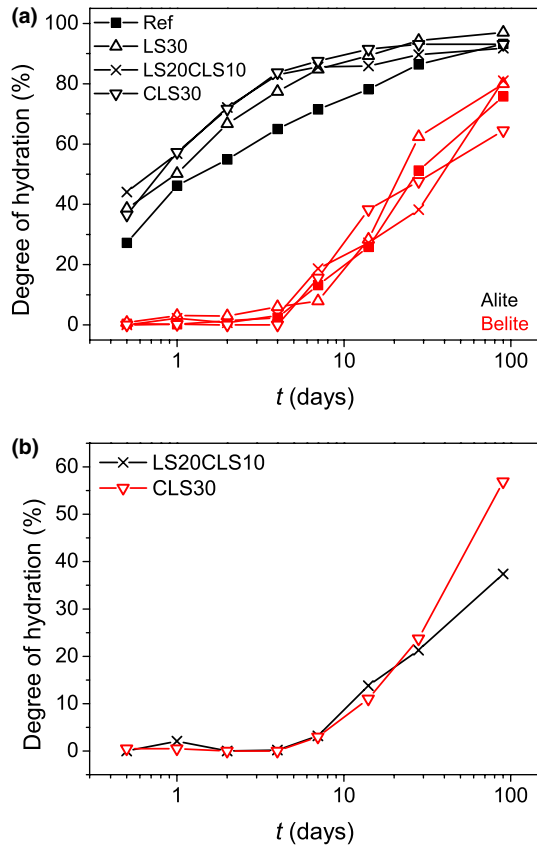 (a)
Ref
LS30
LS20CLS10
CLS30
100
80
60
40
20
0
Degree of hydration (%)
Alite
Belite
1 10 100
t (days)
(b)
LS20CLS10
CLS30
60
50
40
30
20
10
0
Degree of hydration (%)
1 10 100
t (days)